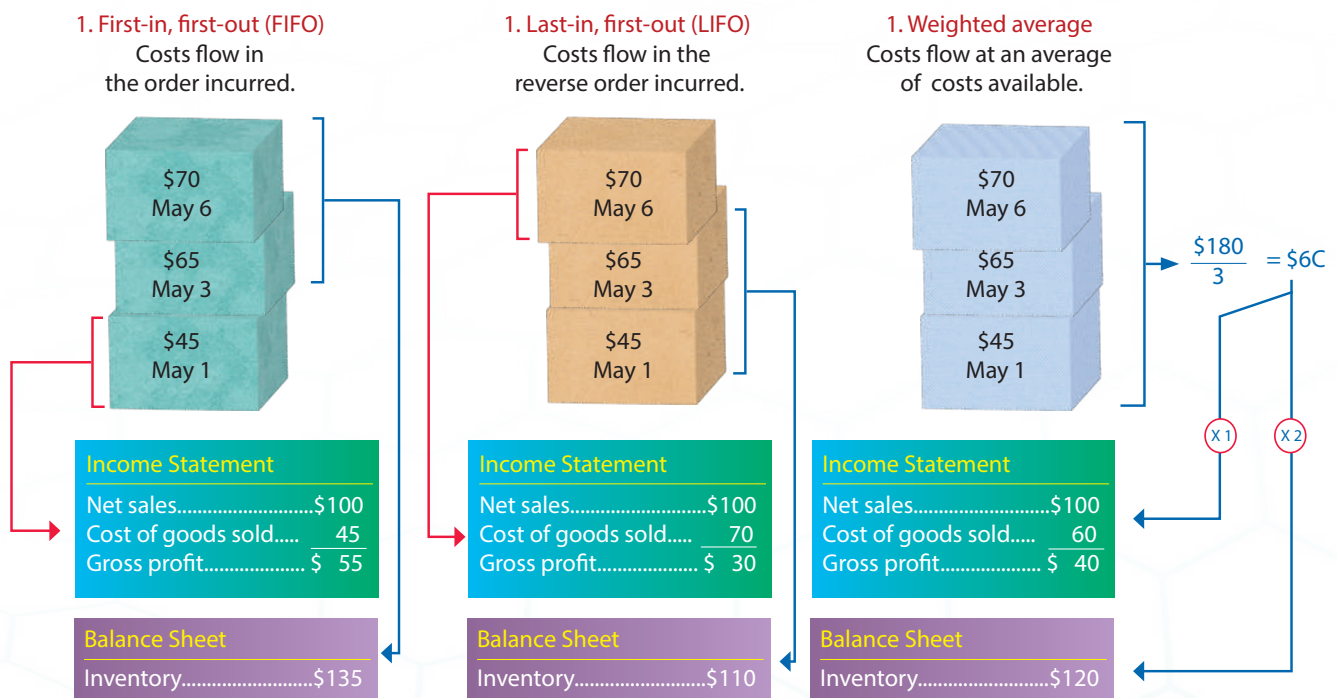 1. First-in, first-out (FIFO)
Costs flow in
the order incurred.
$70
May 6
$65
May 3
$45
May 1
Income Statement
Net sales............................$100
Cost of goods sold..... 45
Gross profit..................... $ 55
Balance Sheet
Inventory...........................$135
1. Last-in, first-out (LIFO)
Costs flow in the
reverse order incurred.
$70
May 6
$65
May 3
$45
May 1
Income Statement
Net sales............................$100
Cost of goods sold..... 70
Gross profit..................... $ 30
Balance Sheet
Inventory...........................$110
1. Weighted average
Costs flow at an average
of costs available.
$70
May 6
$65
May 3
$45
May 1
$180
3
= $6C
X 1
X 2
Income Statement
Net sales............................$100
Cost of goods sold..... 60
Gross profit..................... $ 40
Balance Sheet
Inventory...........................$120